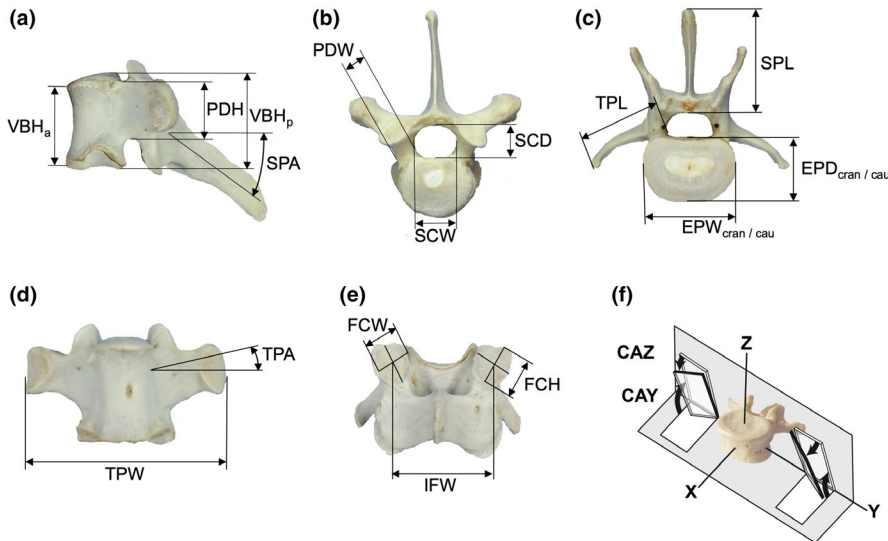 (a)
VBHa
PDH
VBHp
SPA
(b)
PDW
SCD
SCW
(c)
SPL
TPL
EPDcran / cau
EPWcran / cau
(d)
TPA
TPW
(e)
FCW
FCH
IFW
(f)
CAZ
Z
CAY
X
Y